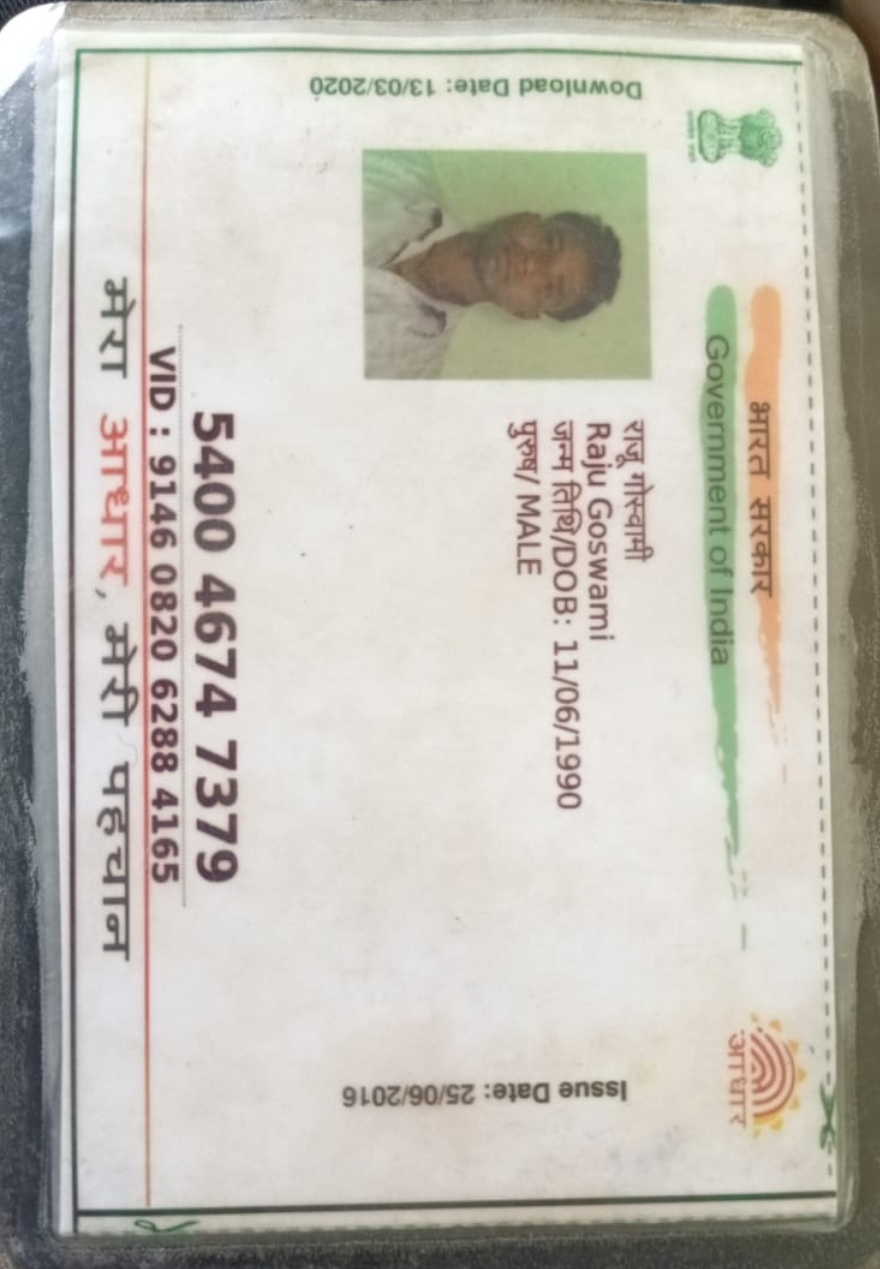 भारत सरकार
Government of India
Download Date: 13/03/2020
राजू गोस्वामी
Raju Goswami
जन्म तिथि/DOB: 11/06/1990
पुरुष/ MALE
Issue Date: 25/06/2016
आधार
5400 4674 7379
VID : 9146 0820 6288 4165
मेरा आधार, मेरी पहचान